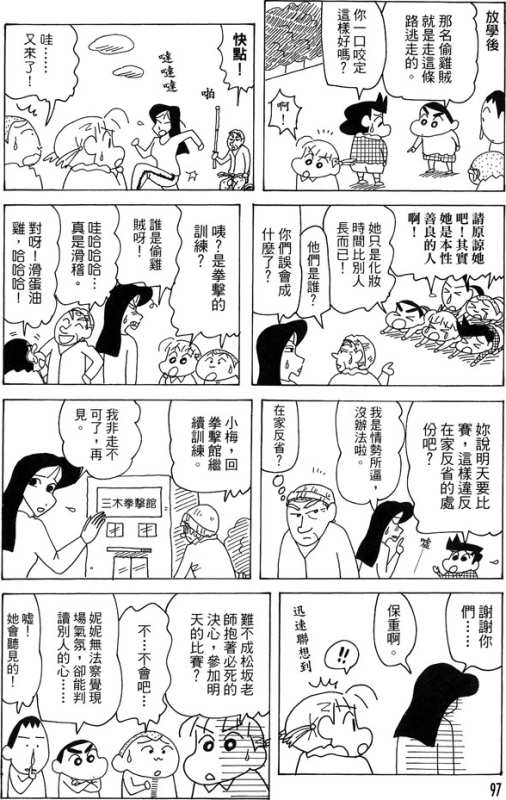 放學後
那名偷雞賊
就是走這條
路逃走的。
你一口咬定
這樣好嗎？
啊！
快點！
啪
噠
噠
噠
哇……
又來了！
請原諒她
吧！其實
她是本性
善良的人
啊！
她只是化妝
時間比別人
長而已！
他們是誰？
你們誤會成
什麼了？
咦？是拳擊的
訓練？
誰是偷雞
賊呀！
哇哈哈哈…
真是滑稽。
對呀！滑蛋油
雞，哈哈哈！
妳說明天要比
賽，這樣違反
在家反省的處
份吧？
噓
我是情勢所逼，
沒辦法啦。
在家反省？
小梅，回
拳擊館繼
續訓練。
三木拳擊館
我非走不
可了，再
見。
謝謝你
們……
保重啊。
!!
迅速聯想到
難不成松坂老
師抱著必死的
決心，參加明
天的比賽？
不…不會吧…
妮妮無法察覺現
場氣氛，卻能判
讀別人的心……
噓！
她會聽見的！
97